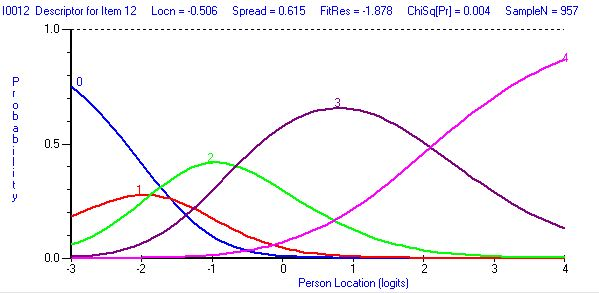 I0012 Descriptor for Item 12 Locn = -0.506 Spread = 0.615 FitRes = -1.878 ChiSq[Pr] = 0.004 SampleN = 957
1.0
0.5
0.0
Probability
0
1
2
3
4
-3 -2 -1 0 1 2 3 4
Person Location (logits)